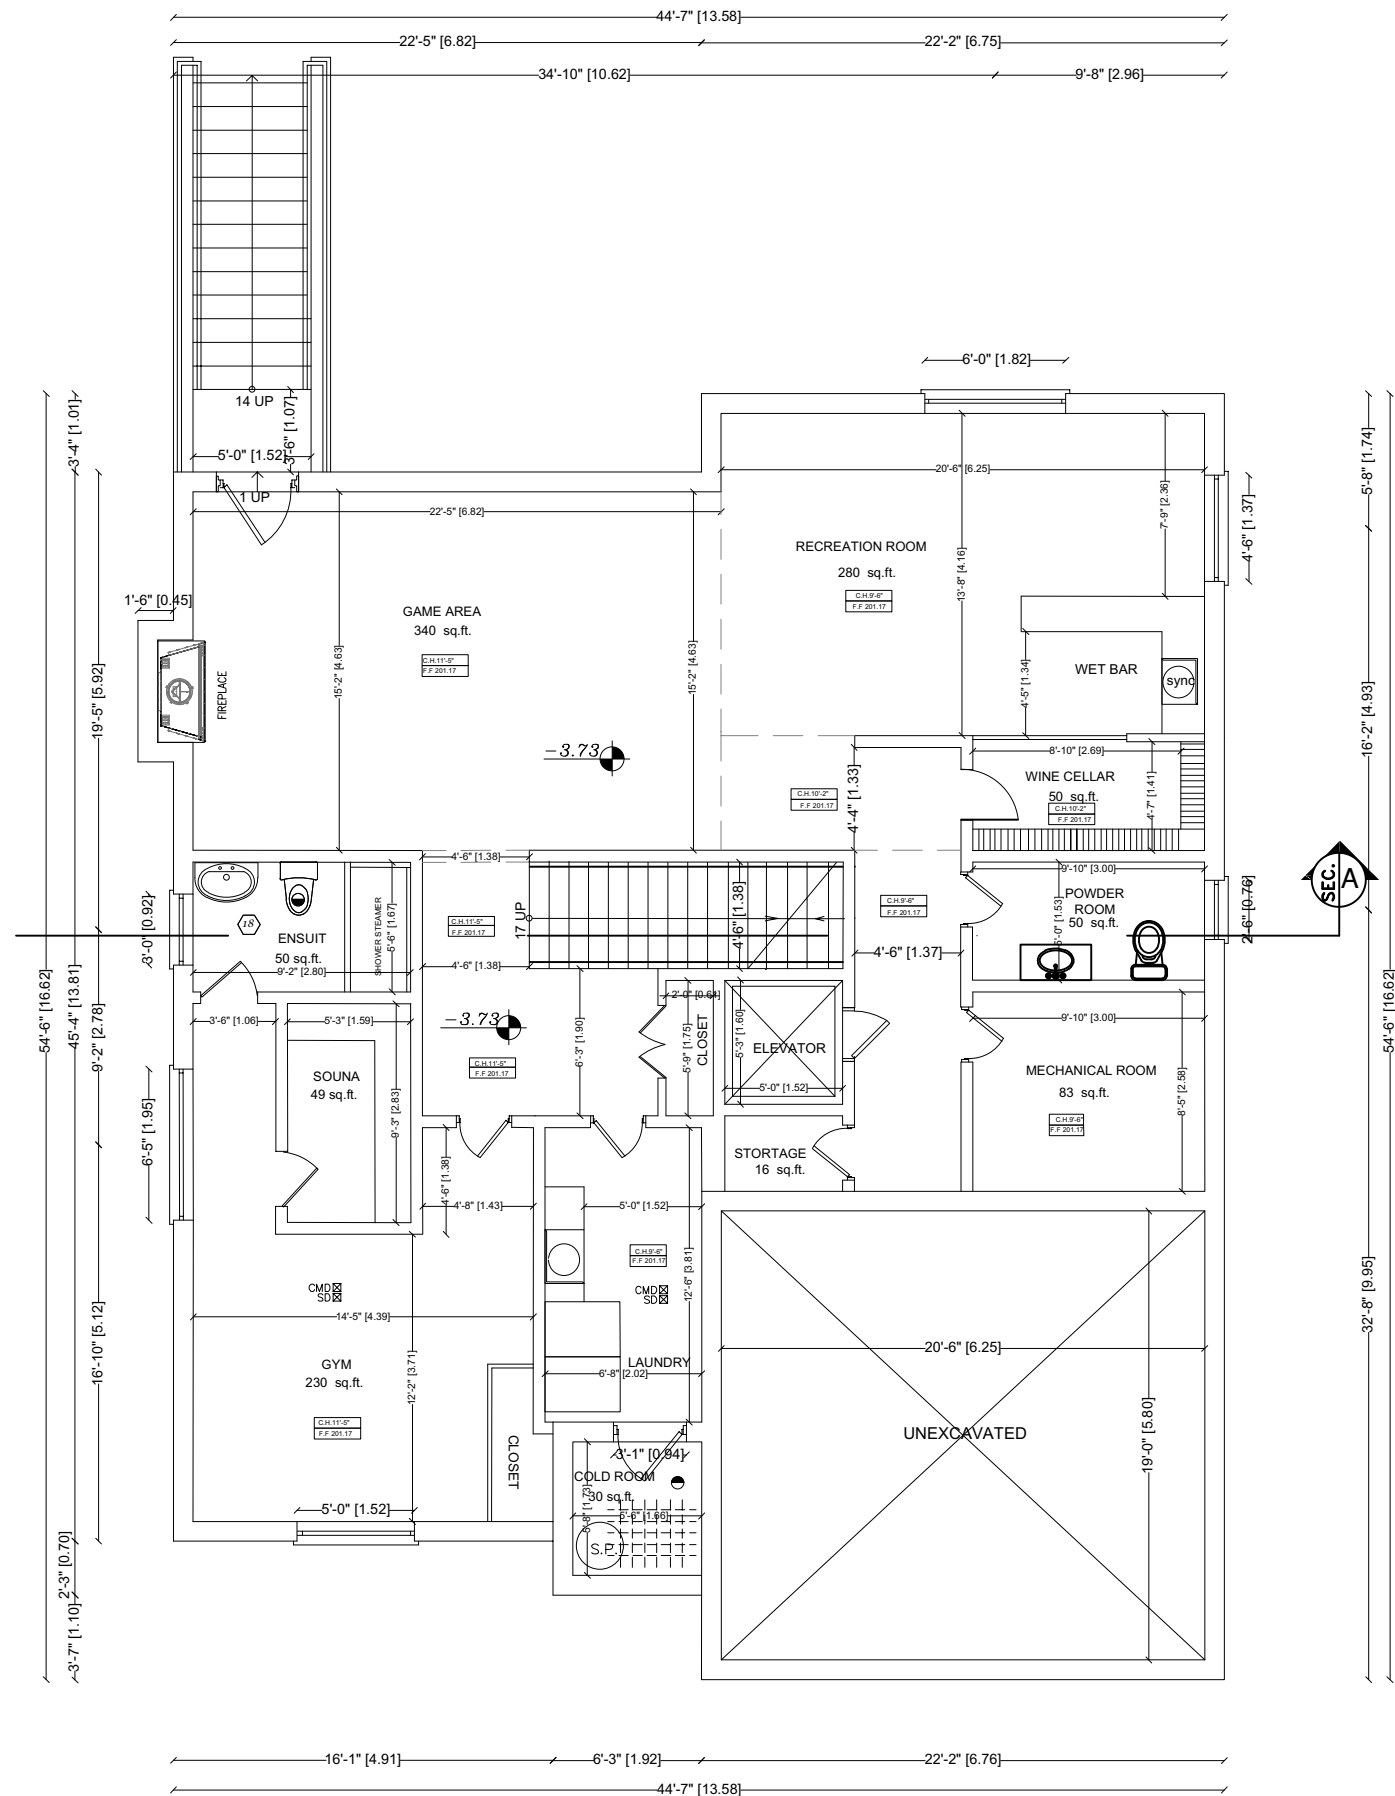 44'-7" [13.58]
22'-5" [6.82]
22'-2" [6.75]
34'-10" [10.62]
9'-8" [2.96]
14 UP
3'-6" [1.07]
5'-0" [1.52]
1 UP
6'-0" [1.82]
3'-4" [1.01]
5'-8" [1.74]
20'-6" [6.25]
22'-5" [6.82]
7'-9" [2.36]
4'-6" [1.37]
RECREATION ROOM
280 sq.ft.
C.H.9'-6"
F.F 201.17
13'-8" [4.16]
1'-6" [0.45]
GAME AREA
340 sq.ft.
C.H.11'-5"
F.F 201.17
15'-2" [4.63]
15'-2" [4.63]
FIREPLACE
WET BAR
sync
4'-5" [1.34]
19'-5" [5.92]
16'-2" [4.93]
-3.73
8'-10" [2.69]
WINE CELLAR
50 sq.ft.
C.H.10'-2"
F.F 201.17
4'-7" [1.41]
C.H.10'-2"
F.F 201.17
4'-4" [1.33]
4'-6" [1.38]
9'-10" [3.00]
SEC.
A
POWDER
ROOM
50 sq.ft.
5'-0" [1.53]
2'-6" [0.76]
3'-0" [0.92]
18
ENSUIT
50 sq.ft.
9'-2" [2.80]
SHOWER STEAMER
5'-6" [1.67]
C.H.11'-5"
F.F 201.17
17 UP
4'-6" [1.38]
C.H.9'-6"
F.F 201.17
4'-6" [1.37]
4'-6" [1.38]
54'-6" [16.62]
45'-4" [13.81]
9'-2" [2.78]
54'-6" [16.62]
3'-6" [1.06]
5'-3" [1.59]
-3.73
6'-3" [1.90]
2'-0" [0.61]
CLOSET
5'-9" [1.75]
5'-3" [1.60]
ELEVATOR
5'-0" [1.52]
9'-10" [3.00]
MECHANICAL ROOM
83 sq.ft.
C.H.9'-6"
F.F 201.17
8'-5" [2.58]
SOUNA
49 sq.ft.
9'-3" [2.83]
C.H.11'-5"
F.F 201.17
6'-5" [1.95]
STORTAGE
16 sq.ft.
4'-6" [1.38]
4'-8" [1.43]
5'-0" [1.52]
C.H.9'-6"
F.F 201.17
12'-6" [3.81]
CMD
SD
CMD
SD
14'-5" [4.39]
GYM
230 sq.ft.
C.H.11'-5"
F.F 201.17
12'-2" [3.71]
LAUNDRY
6'-8" [2.02]
16'-10" [5.12]
32'-8" [9.95]
20'-6" [6.25]
UNEXCAVATED
19'-0" [5.80]
CLOSET
3'-1" [0.94]
COLD ROOM
30 sq.ft.
5'-8" [1.73]
5'-6" [1.66]
S.P.
5'-0" [1.52]
2'-3" [0.70]
3'-7" [1.10]
16'-1" [4.91]
6'-3" [1.92]
22'-2" [6.76]
44'-7" [13.58]